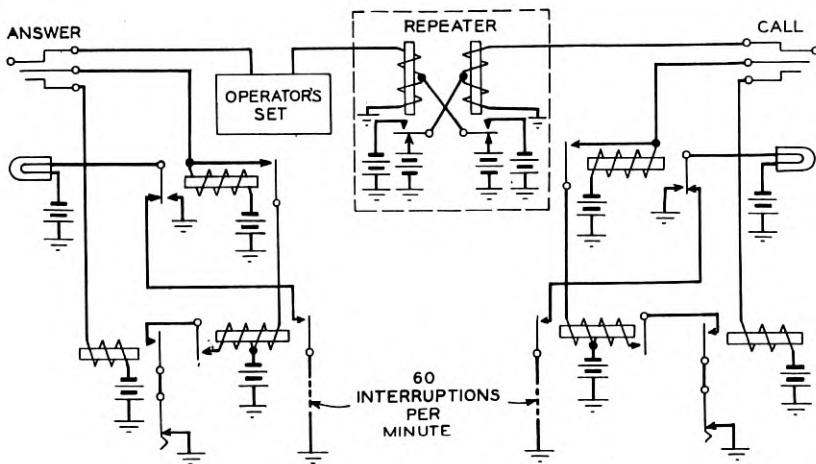 ANSWER
REPEATER
CALL
OPERATOR'S
SET
60
INTERRUPTIONS
PER
MINUTE